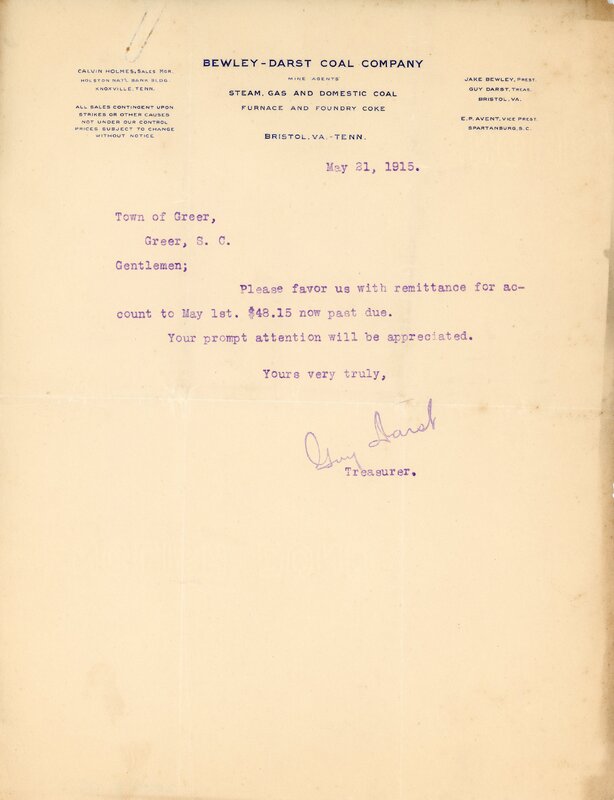 BEWLEY-DARST COAL COMPANY
MINE AGENTS
STEAM, GAS AND DOMESTIC COAL
FURNACE AND FOUNDRY COKE
BRISTOL, VA.-TENN.
CALVIN HOLMES, SALES MGR.
HOLSTON NAT'L BANK BLDG.
KNOXVILLE, TENN.
ALL SALES CONTINGENT UPON
STRIKES OR OTHER CAUSES
NOT UNDER OUR CONTROL
PRICES SUBJECT TO CHANGE
WITHOUT NOTICE
JAKE BEWLEY, PREST.
GUY DARST, TREAS.
BRISTOL, VA.
E. P. AVENT, VICE PREST.
SPARTANBURG, S. C.
May 21, 1915.
Town of Greer,
Greer, S. C.
Gentlemen;
Please favor us with remittance for ac-
count to May 1st. $48.15 now past due.
Your prompt attention will be appreciated.
Yours very truly,
Guy Darst
Treasurer.